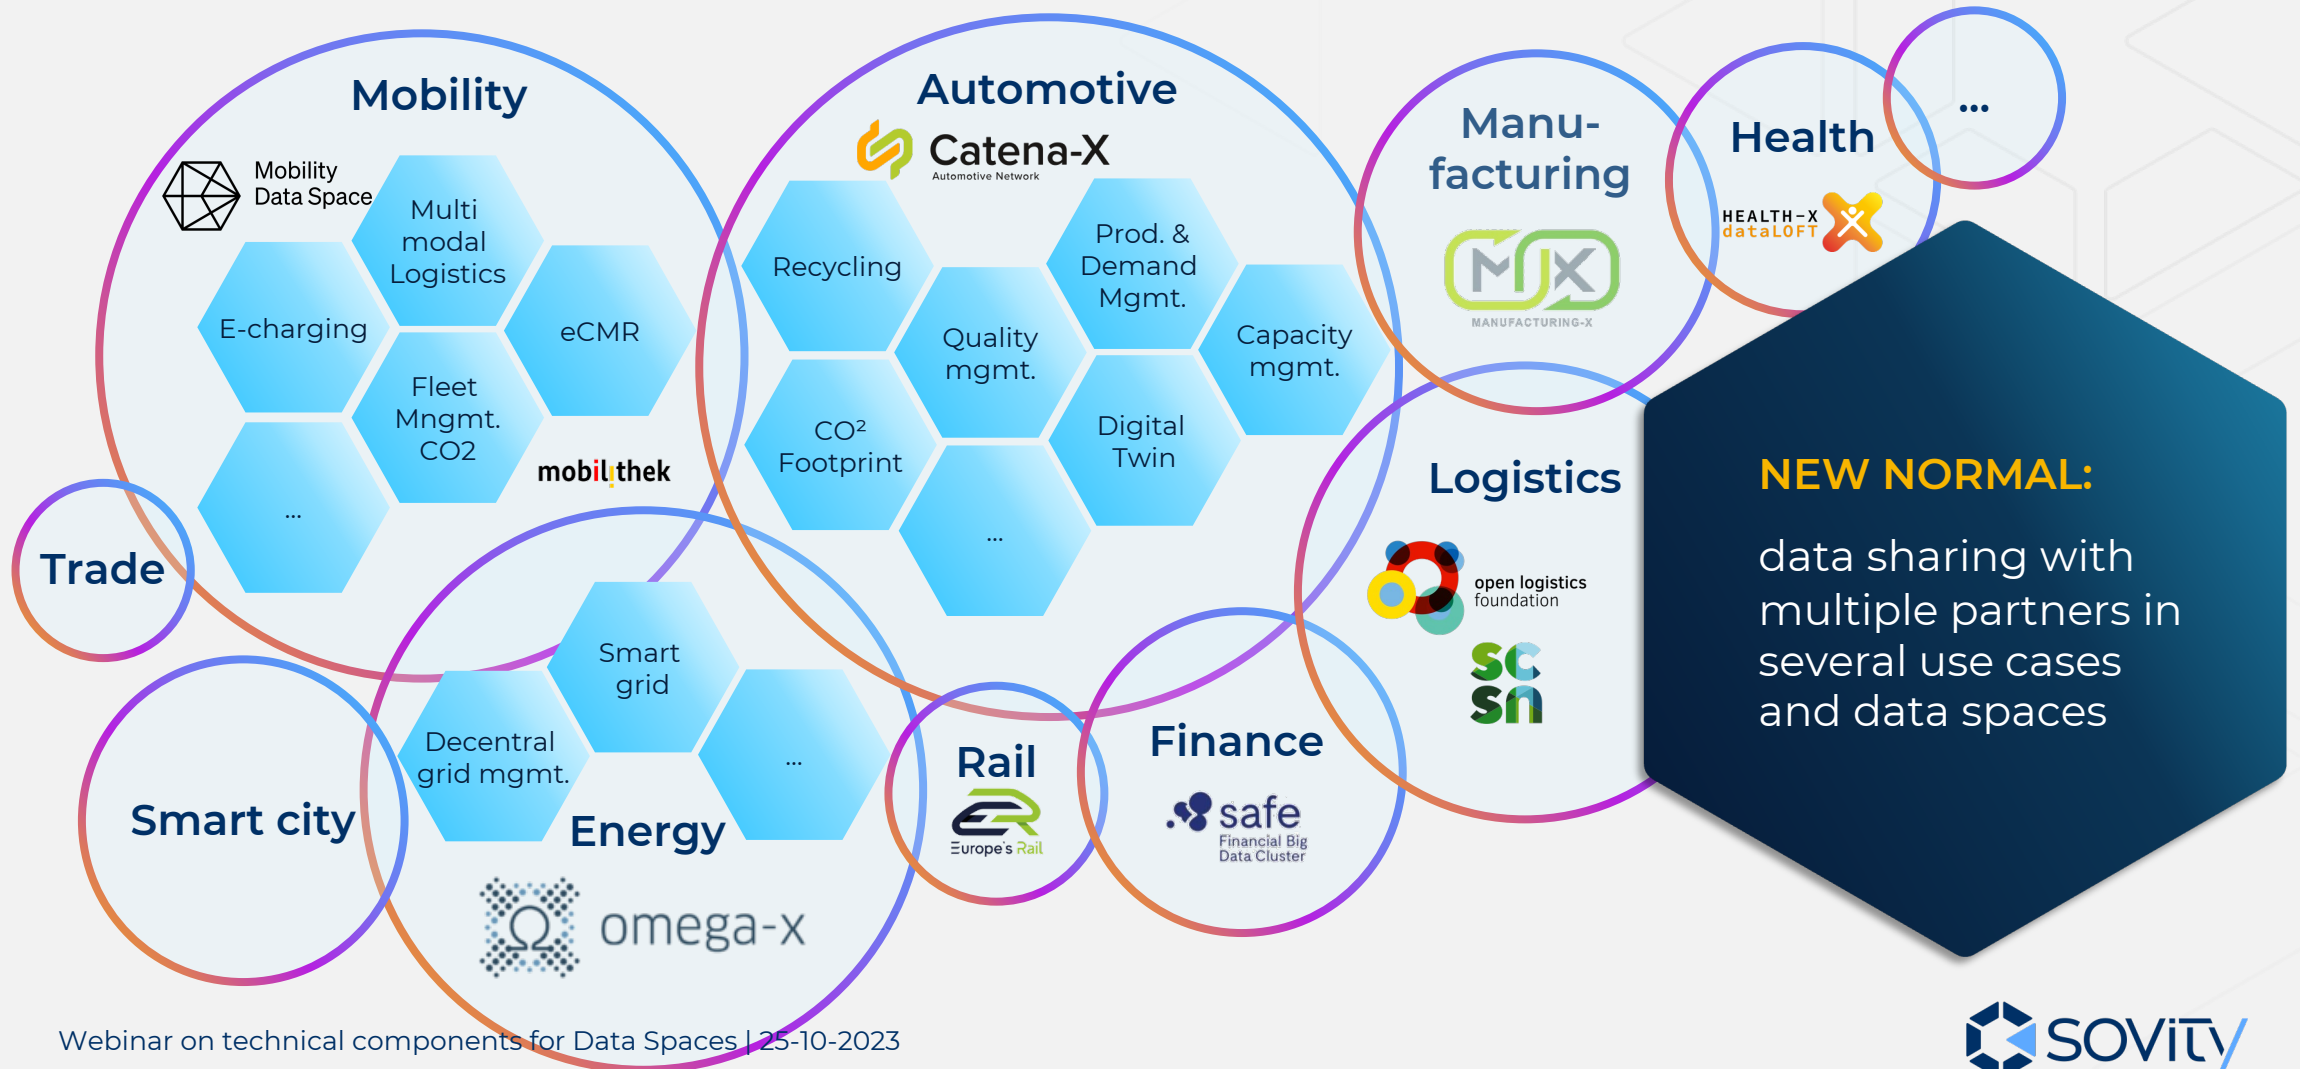 Mobility
Mobility
Data Space
Multi
modal
Logistics
E-charging
eCMR
Fleet
Mngmt.
CO2
...
mobilithek
Automotive
Catena-X
Automotive Network
Recycling
Prod. &
Demand
Mgmt.
Quality
mgmt.
Capacity
mgmt.
CO²
Footprint
Digital
Twin
...
Manu-
facturing
MX
MANUFACTURING-X
Health
HEALTH-X
dataLOFT
...
Trade
Smart city
Smart
grid
Decentral
grid mgmt.
...
Energy
omega-x
Rail
ER
Europe's Rail
Finance
safe
Financial Big
Data Cluster
Logistics
open logistics
foundation
sc
sn
NEW NORMAL:
data sharing with
multiple partners in
several use cases
and data spaces
Webinar on technical components for Data Spaces | 25-10-2023
sovity